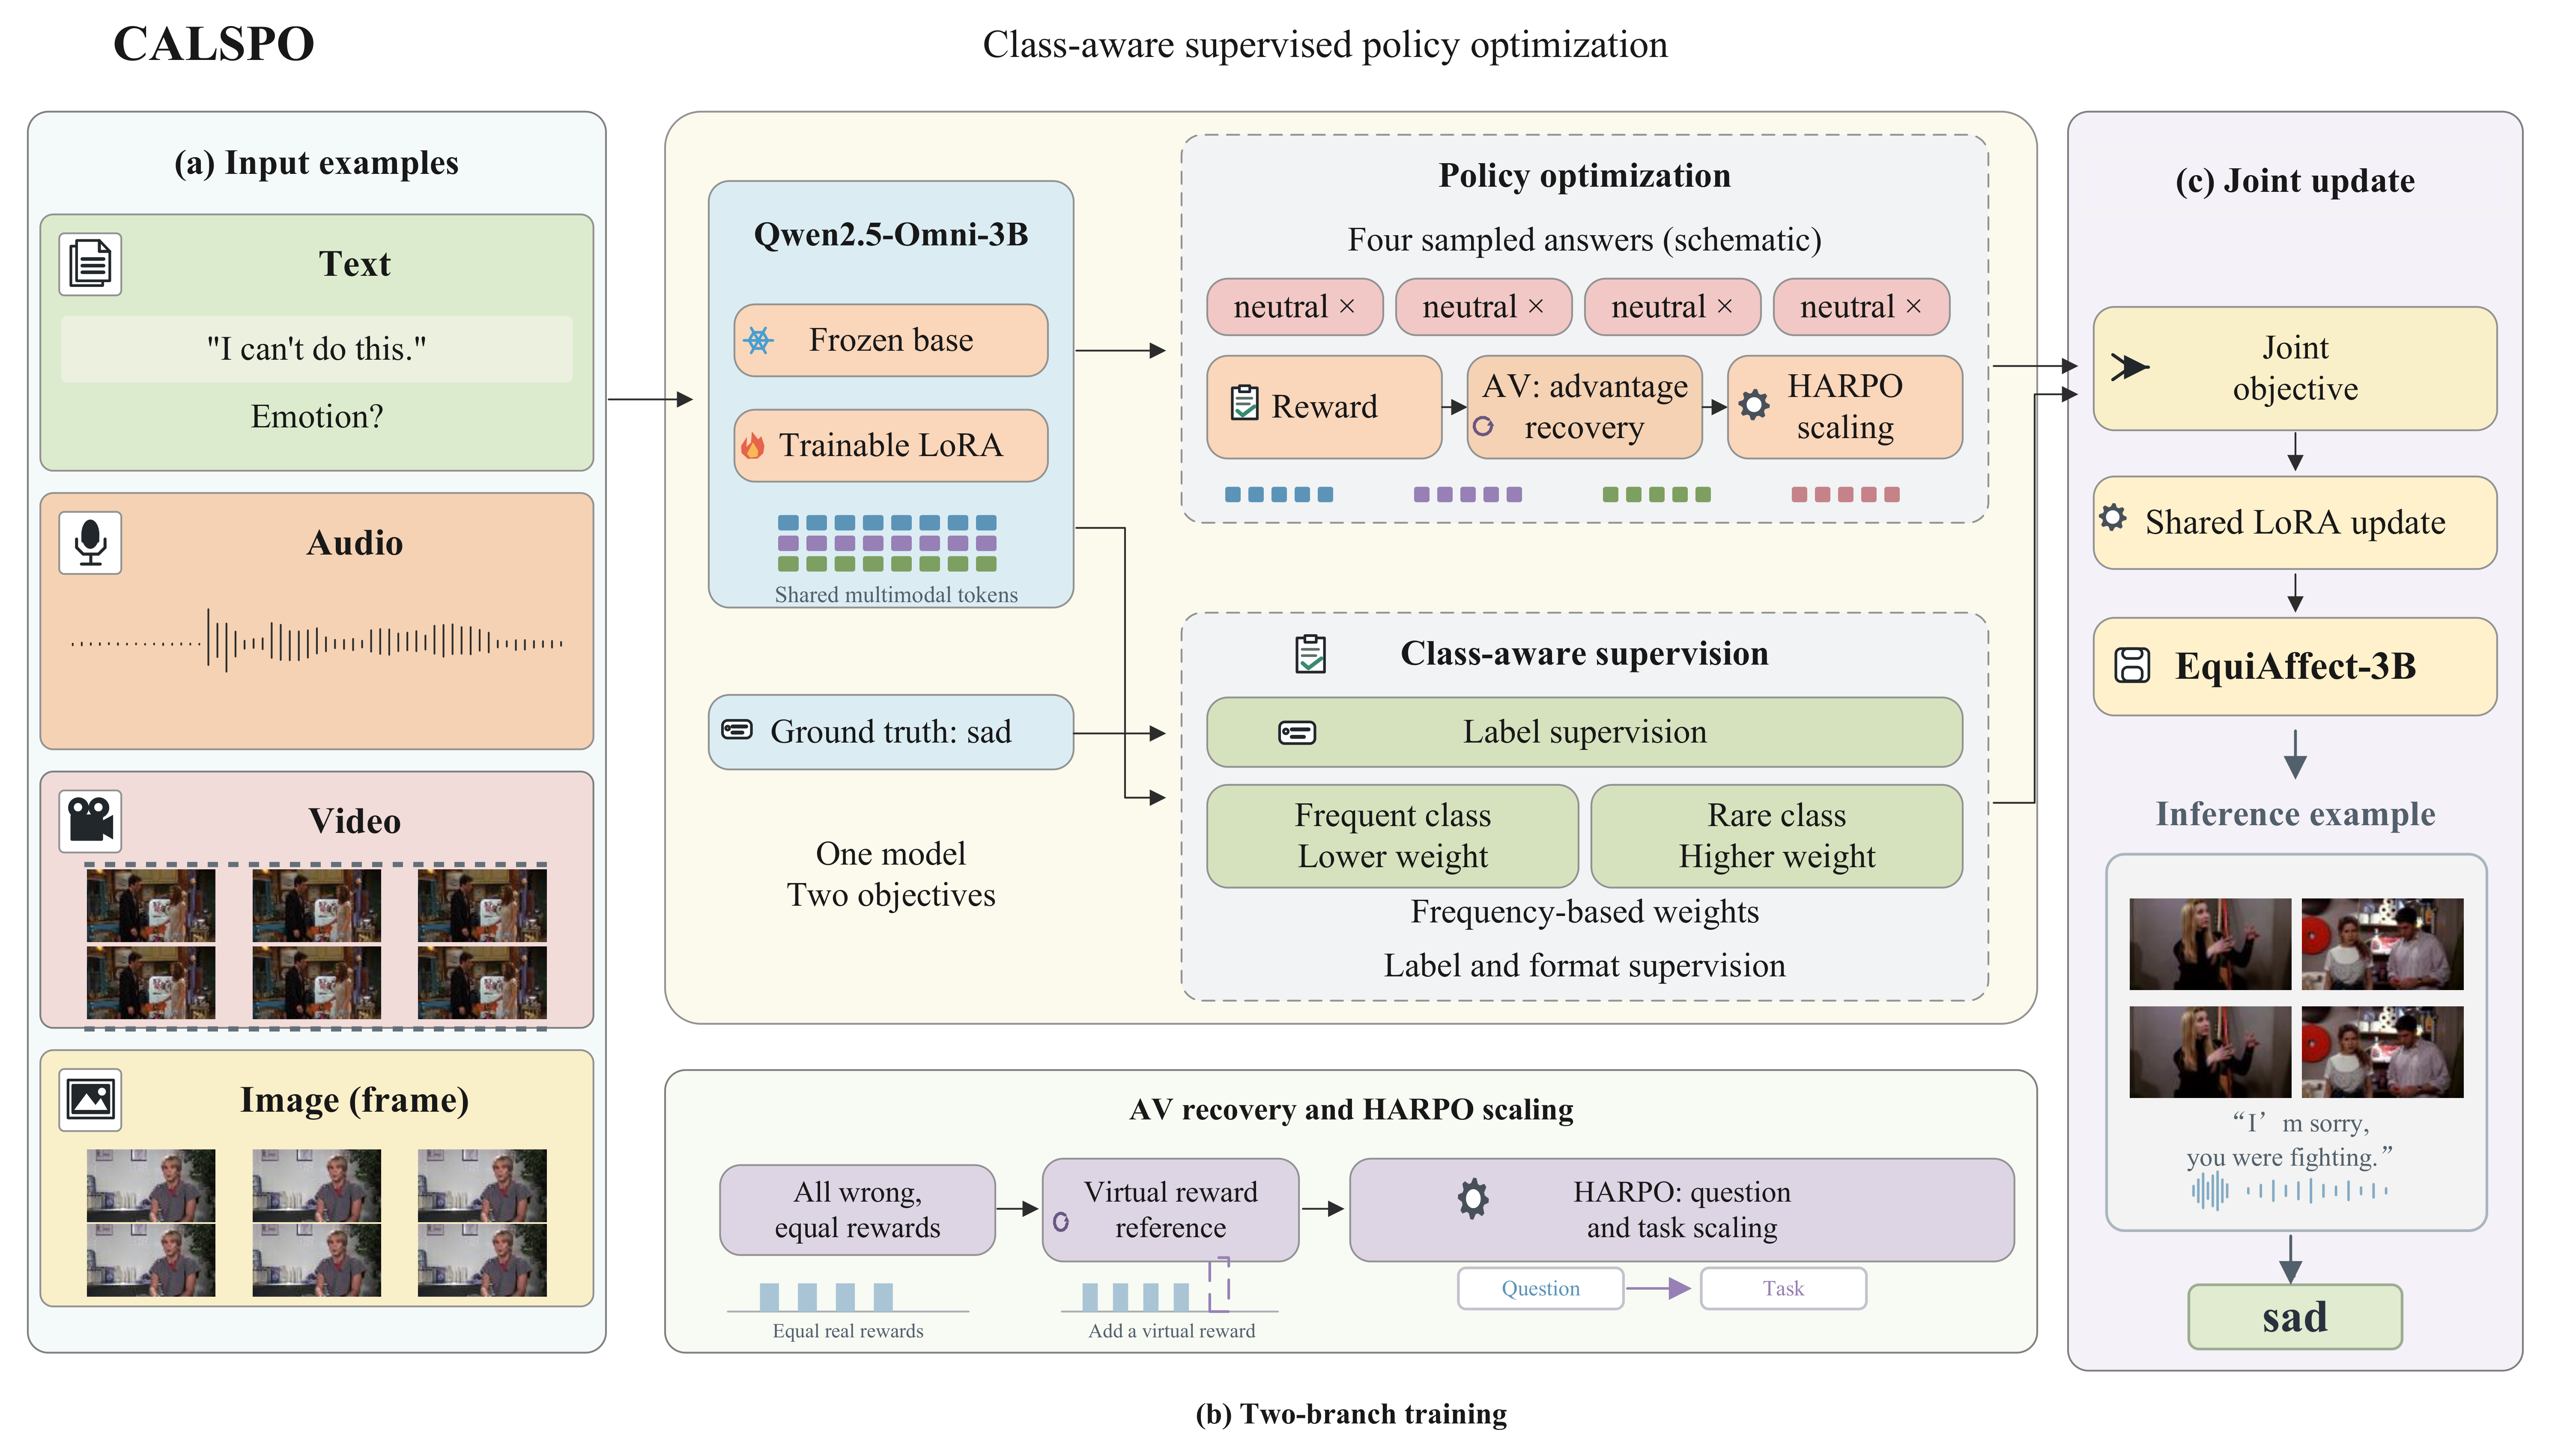 CALSPO
Class-aware supervised policy optimization
(a) Input examples
Text
"I can't do this."
Emotion?
Audio
Video
Image (frame)
Qwen2.5-Omni-3B
Frozen base
Trainable LoRA
Shared multimodal tokens
Ground truth: sad
One model
Two objectives
Policy optimization
Four sampled answers (schematic)
neutral × neutral × neutral × neutral ×
Reward
AV: advantage
recovery
HARPO
scaling
Class-aware supervision
Label supervision
Frequent class
Lower weight
Rare class
Higher weight
Frequency-based weights
Label and format supervision
AV recovery and HARPO scaling
All wrong,
equal rewards
Virtual reward
reference
HARPO: question
and task scaling
Equal real rewards
Add a virtual reward
Question
Task
(b) Two-branch training
(c) Joint update
Joint
objective
Shared LoRA update
EquiAffect-3B
Inference example
“I’m sorry,
you were fighting.”
sad